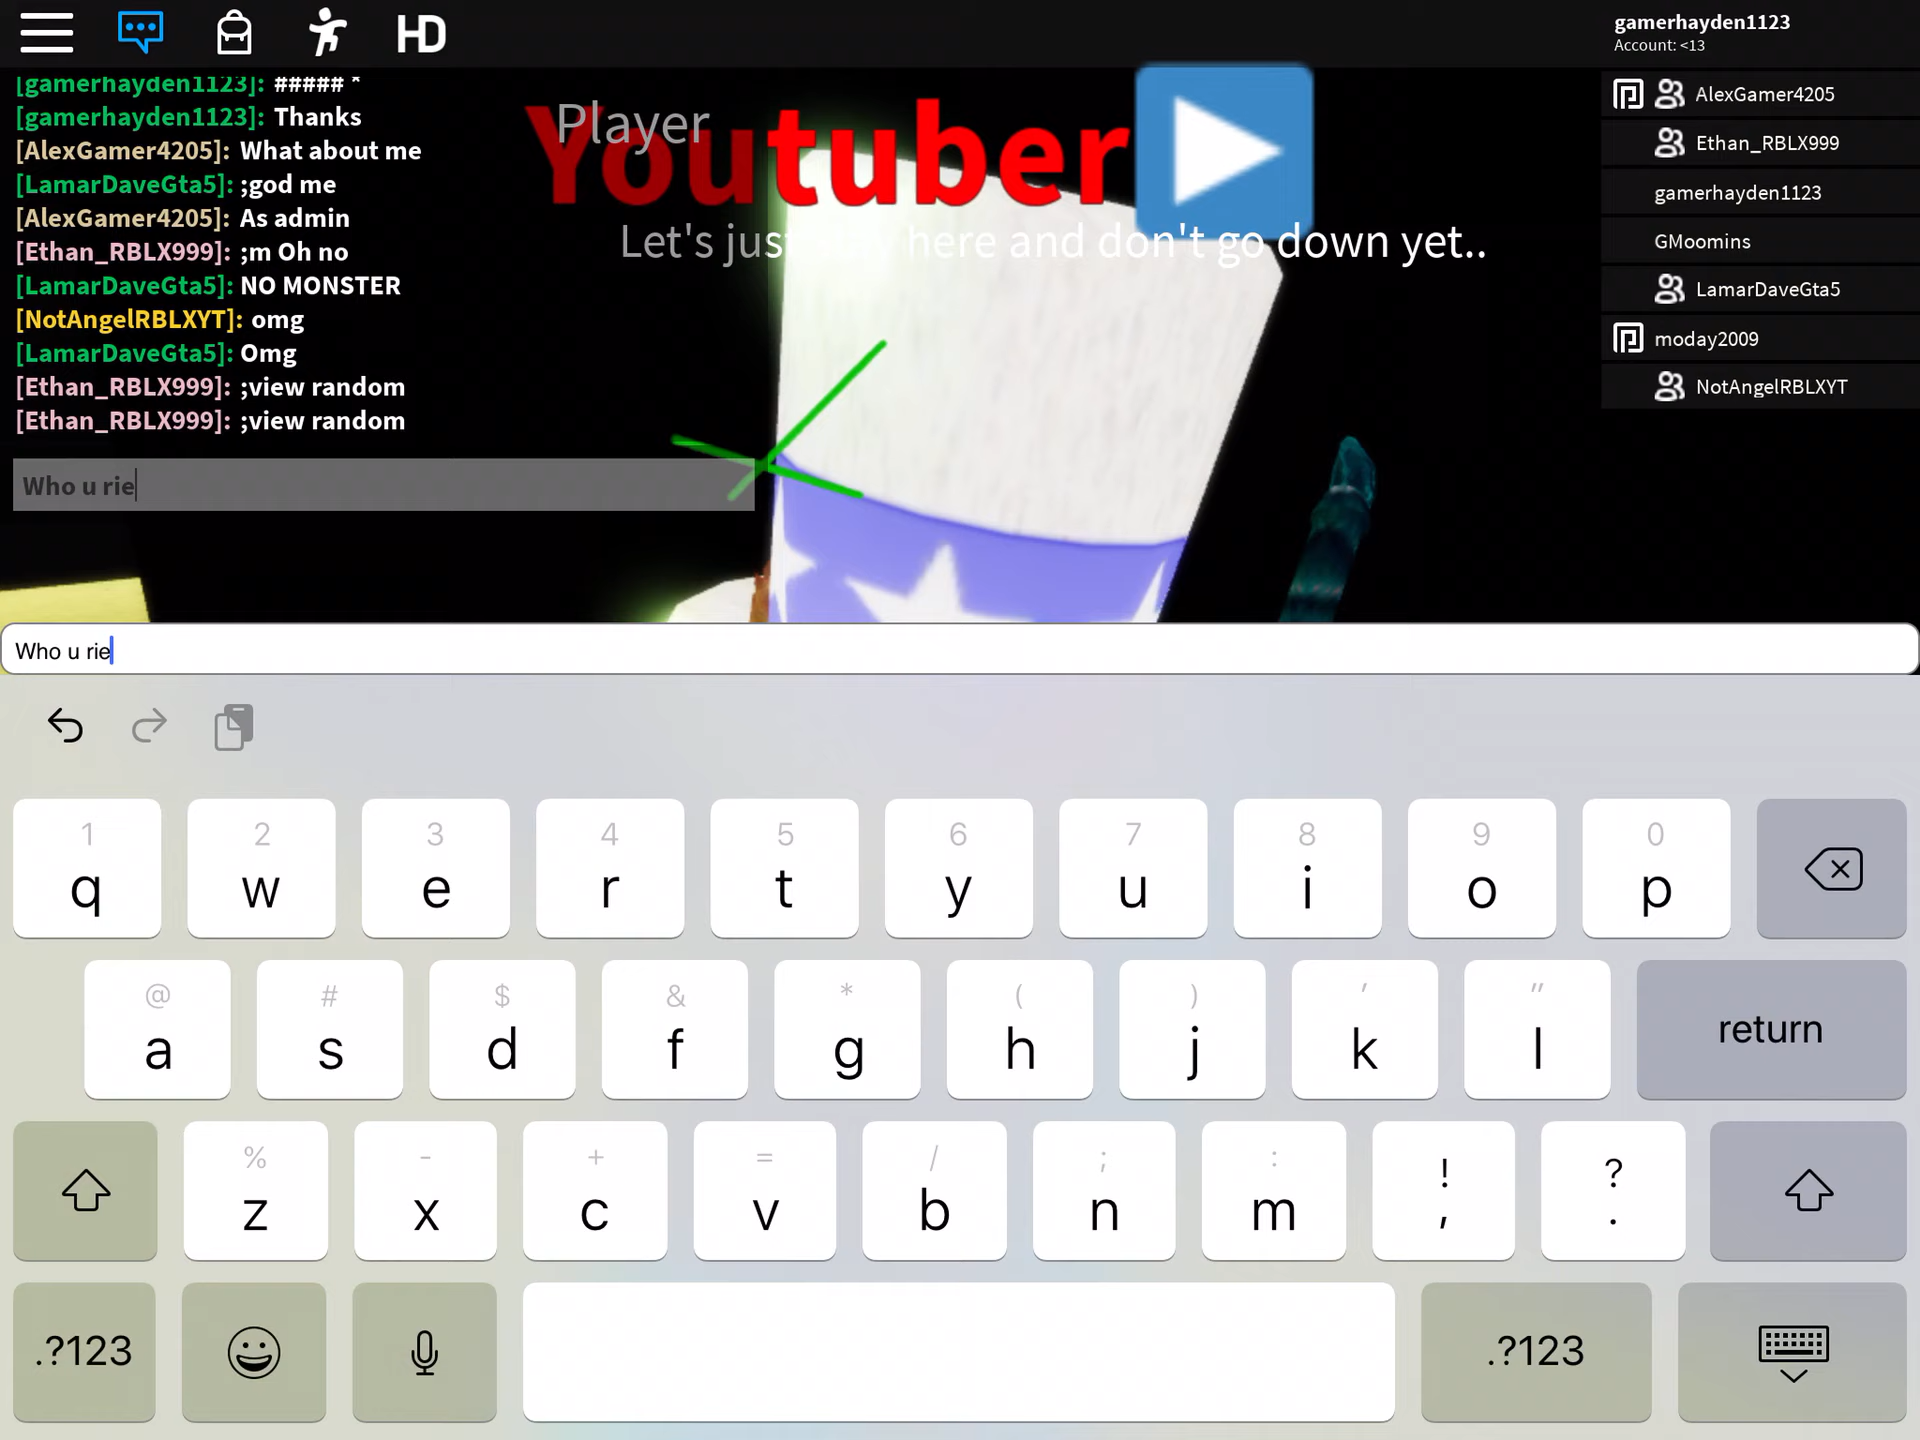 HD
gamerhayden1123
Account: <13
[gamerhayden1123]: ##### *
[gamerhayden1123]: Thanks
[AlexGamer4205]: What about me
[LamarDaveGta5]: ;god me
[AlexGamer4205]: As admin
[Ethan_RBLX999]: ;m Oh no
[LamarDaveGta5]: NO MONSTER
[NotAngelRBLXYT]: omg
[LamarDaveGta5]: Omg
[Ethan_RBLX999]: ;view random
[Ethan_RBLX999]: ;view random
Who u rie
Player
Youtuber
Let's just here and don't go down yet..
AlexGamer4205
Ethan_RBLX999
gamerhayden1123
GMoomins
LamarDaveGta5
moday2009
NotAngelRBLXYT
Who u rie
1 2 3 4 5 6 7 8 9 0
q w e r t y u i o p
@ # $ & * ( ) ' "
a s d f g h j k l return
% - + = / ; : ! ?
z x c v b n m , .
.?123 .?123